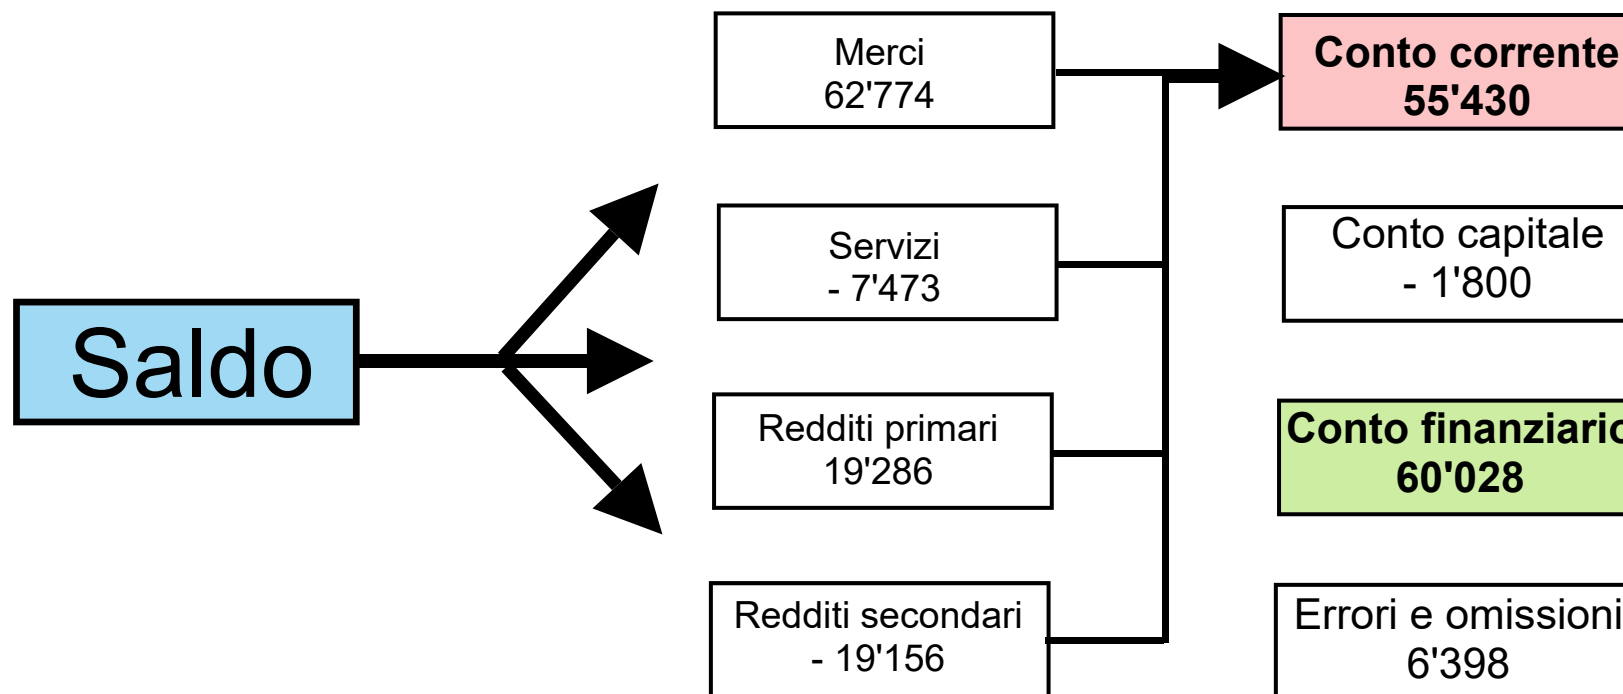 Saldo
Merci
62'774
Servizi
- 7'473
Redditi primari
19'286
Redditi secondari
- 19'156
Conto corrente
55'430
Conto capitale
- 1'800
Conto finanziario
60'028
Errori e omissioni
6'398